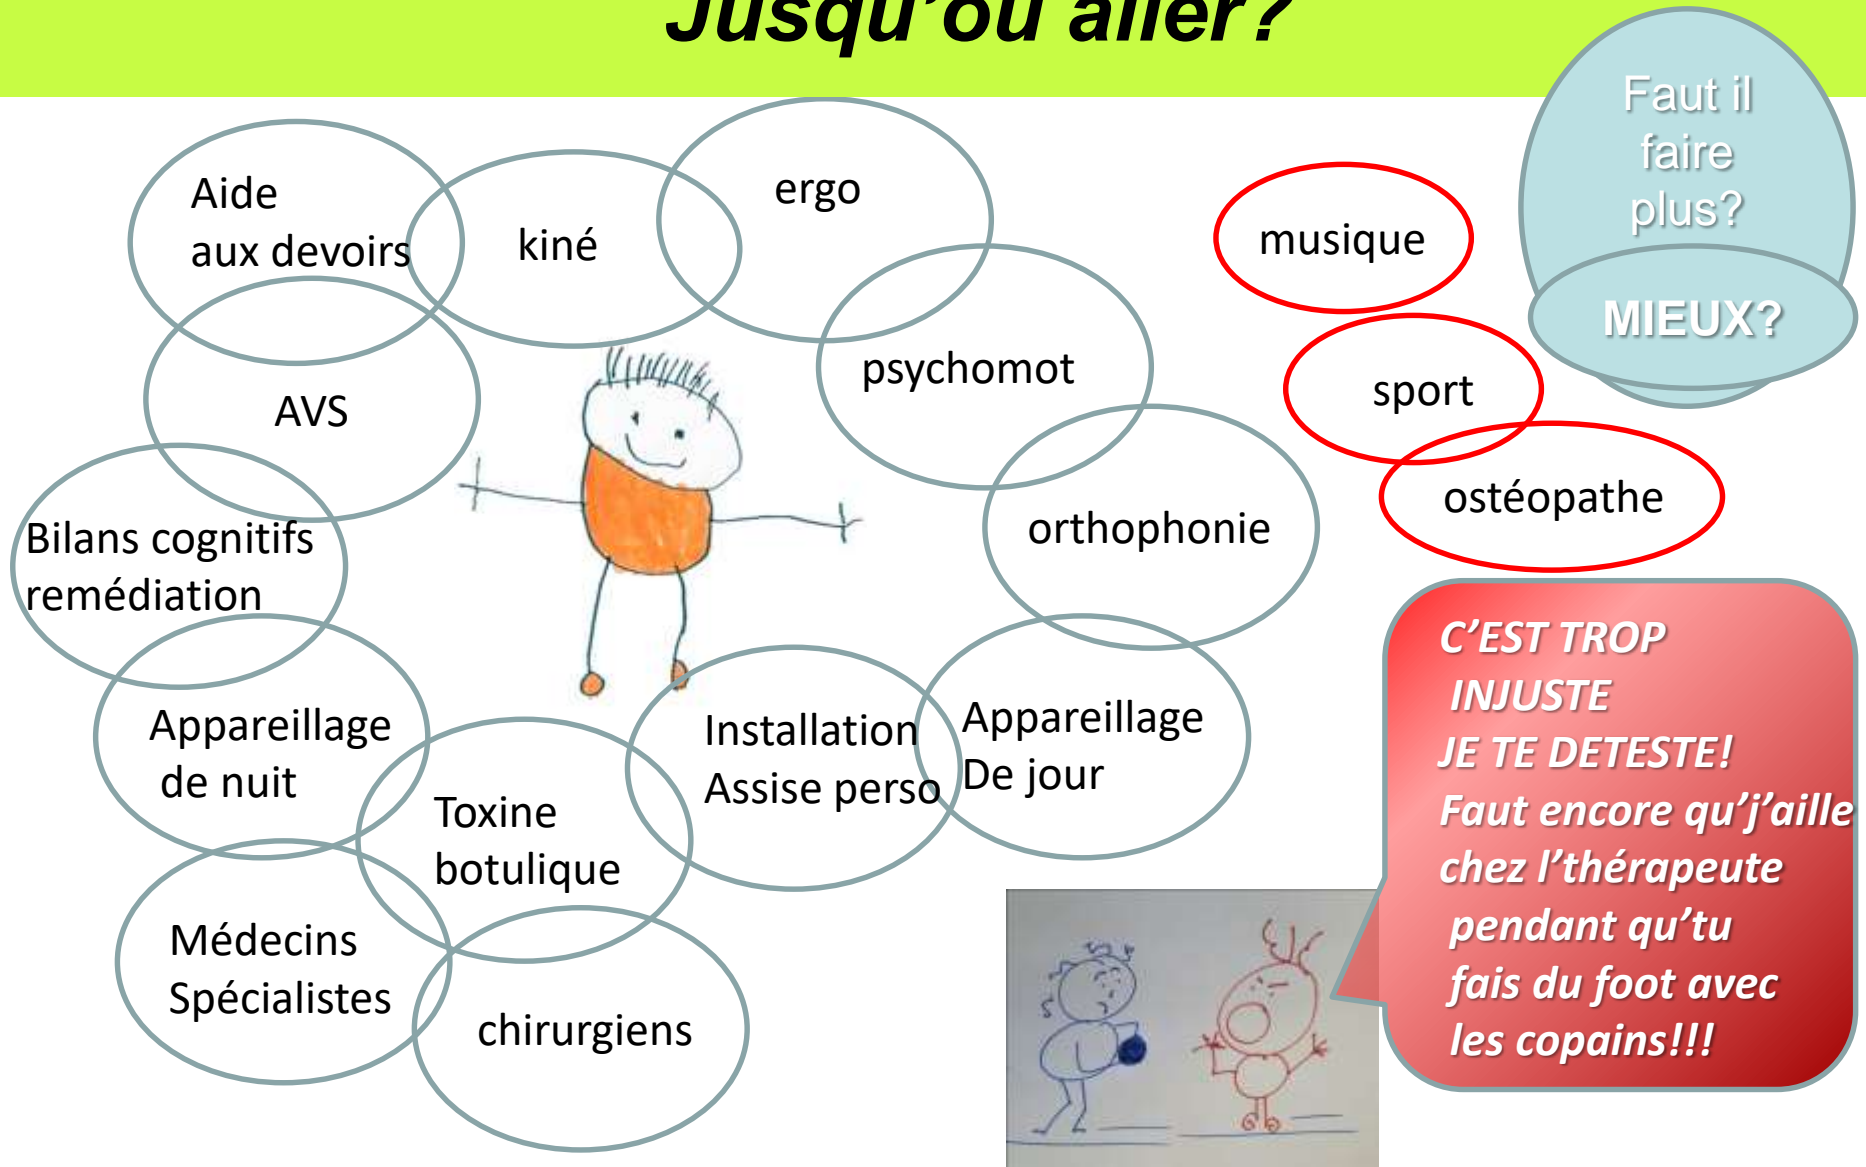 Jusqu’où aller?
Faut il
faire
plus?
MIEUX?
Aide
aux devoirs
kiné
ergo
musique
psychomot
sport
AVS
ostéopathe
orthophonie
Bilans cognitifs
remédiation
Appareillage
de nuit
Installation
Assise perso
Appareillage
De jour
Toxine
botulique
Médecins
Spécialistes
chirurgiens
C’EST TROP
INJUSTE
JE TE DETESTE!
Faut encore qu’j’aille
chez l’thérapeute
pendant qu’tu
fais du foot avec
les copains!!!